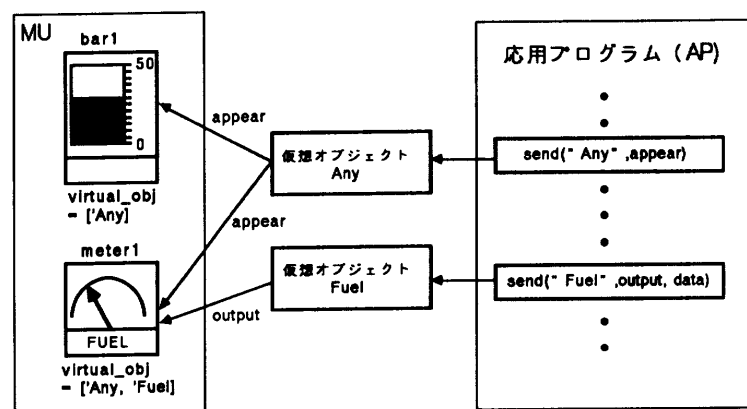 MU
bar1
50
0
virtual_obj
= ['Any]
meter1
FUEL
virtual_obj
= ['Any, 'Fuel]
appear
appear
output
仮想オブジェクト
Any
仮想オブジェクト
Fuel
応用プログラム (AP)
send("Any",appear)
send("Fuel",output, data)